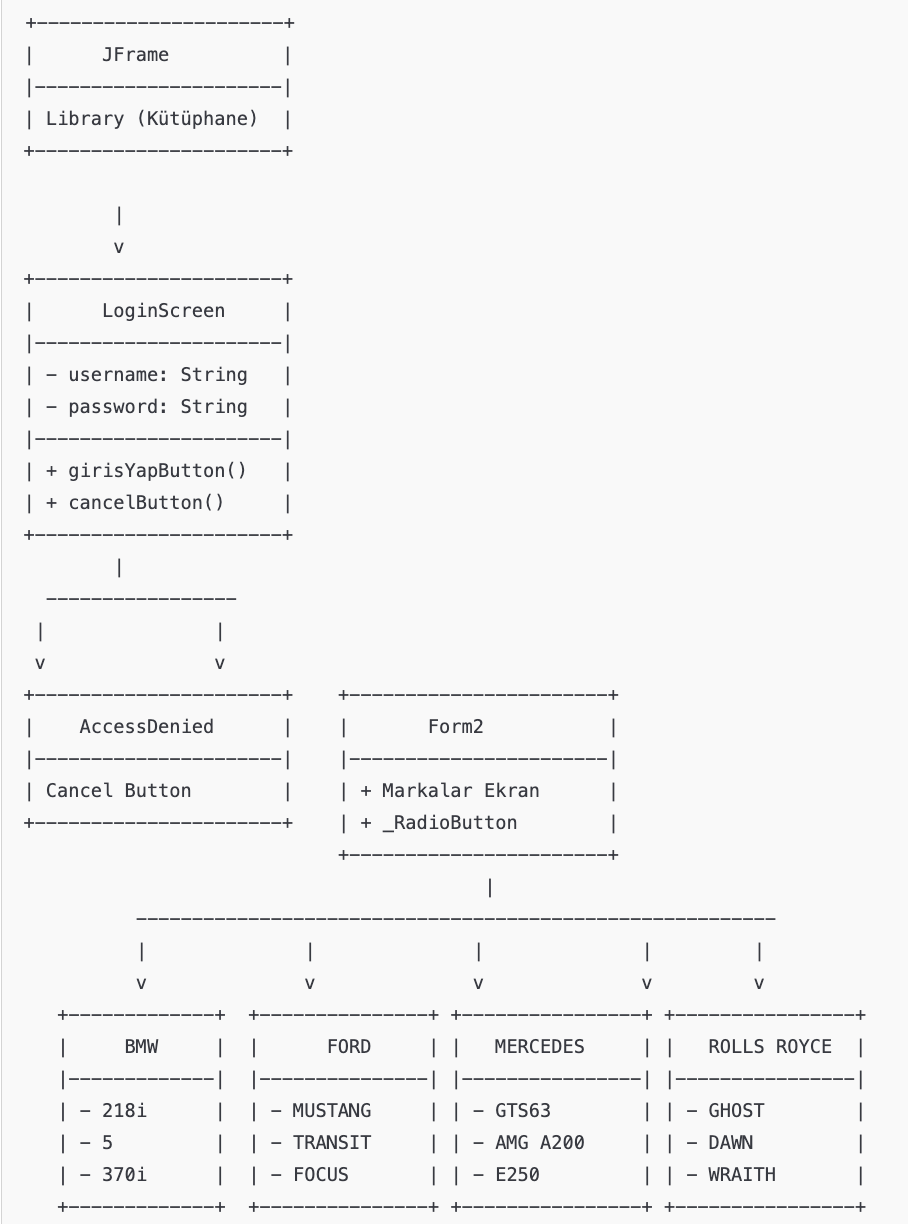 +----------------------+
|      JFrame          |
|----------------------|
| Library (Kütüphane)  |
+----------------------+
        |
        v
+----------------------+
|      LoginScreen     |
|----------------------|
| - username: String   |
| - password: String   |
|----------------------|
| + girisYapButton()   |
| + cancelButton()     |
+----------------------+
        |
  -----------------
 |               |
 v               v
+----------------------+    +-----------------------+
|    AccessDenied      |    |       Form2           |
|----------------------|    |-----------------------|
| Cancel Button        |    | + Markalar Ekran      |
+----------------------+    | + _RadioButton        |
                            +-----------------------+
                                         |
          ---------------------------------------------------------
          |              |              |              |         |
          v              v              v              v         v
   +-------------+  +---------------+ +----------------+ +----------------+
   |     BMW     |  |      FORD     | |   MERCEDES     | |   ROLLS ROYCE  |
   |-------------|  |---------------| |----------------| |----------------|
   | - 218i      |  | - MUSTANG     | | - GTS63        | | - GHOST        |
   | - 5         |  | - TRANSIT     | | - AMG A200     | | - DAWN         |
   | - 370i      |  | - FOCUS       | | - E250         | | - WRAITH       |
   +-------------+  +---------------+ +----------------+ +----------------+